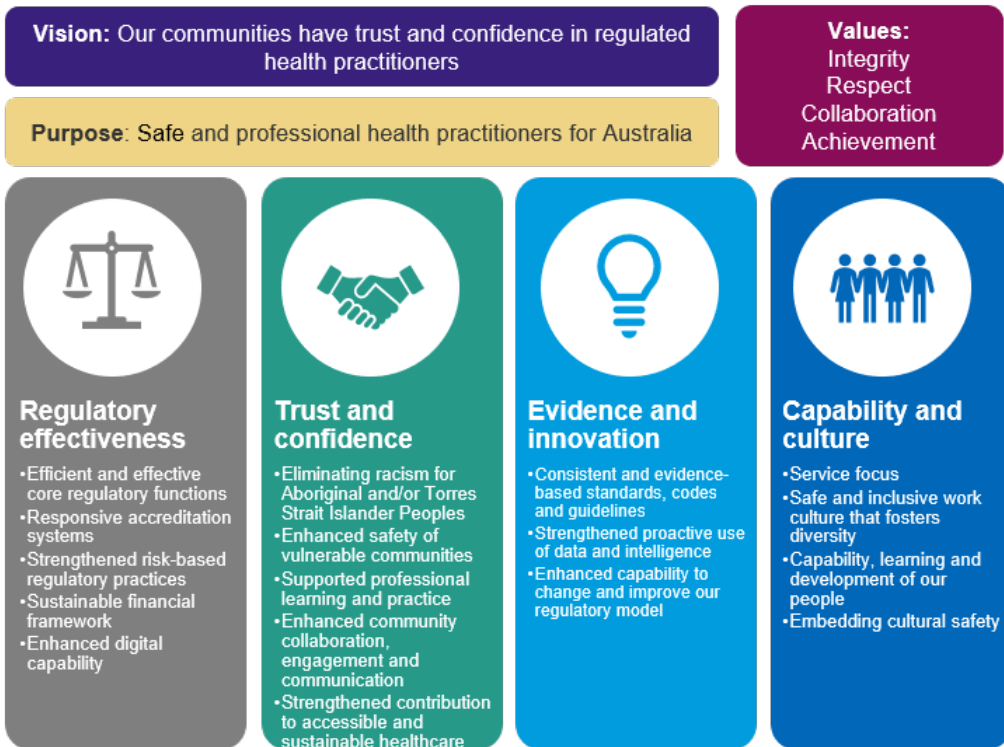 Vision: Our communities have trust and confidence in regulated
health practitioners
Values:
Integrity
Respect
Collaboration
Achievement
Purpose: Safe and professional health practitioners for Australia
Regulatory
effectiveness
•Efficient and effective
core regulatory functions
•Responsive accreditation
systems
•Strengthened risk-based
regulatory practices
•Sustainable financial
framework
•Enhanced digital
capability
Trust and
confidence
•Eliminating racism for
Aboriginal and/or Torres
Strait Islander Peoples
•Enhanced safety of
vulnerable communities
•Supported professional
learning and practice
•Enhanced community
collaboration,
engagement and
communication
•Strengthened contribution
to accessible and
sustainable healthcare
Evidence and
innovation
•Consistent and evidence-
based standards, codes
and guidelines
•Strengthened proactive use
of data and intelligence
•Enhanced capability to
change and improve our
regulatory model
Capability and
culture
•Service focus
•Safe and inclusive work
culture that fosters
diversity
•Capability, learning and
development of our
people
•Embedding cultural safety